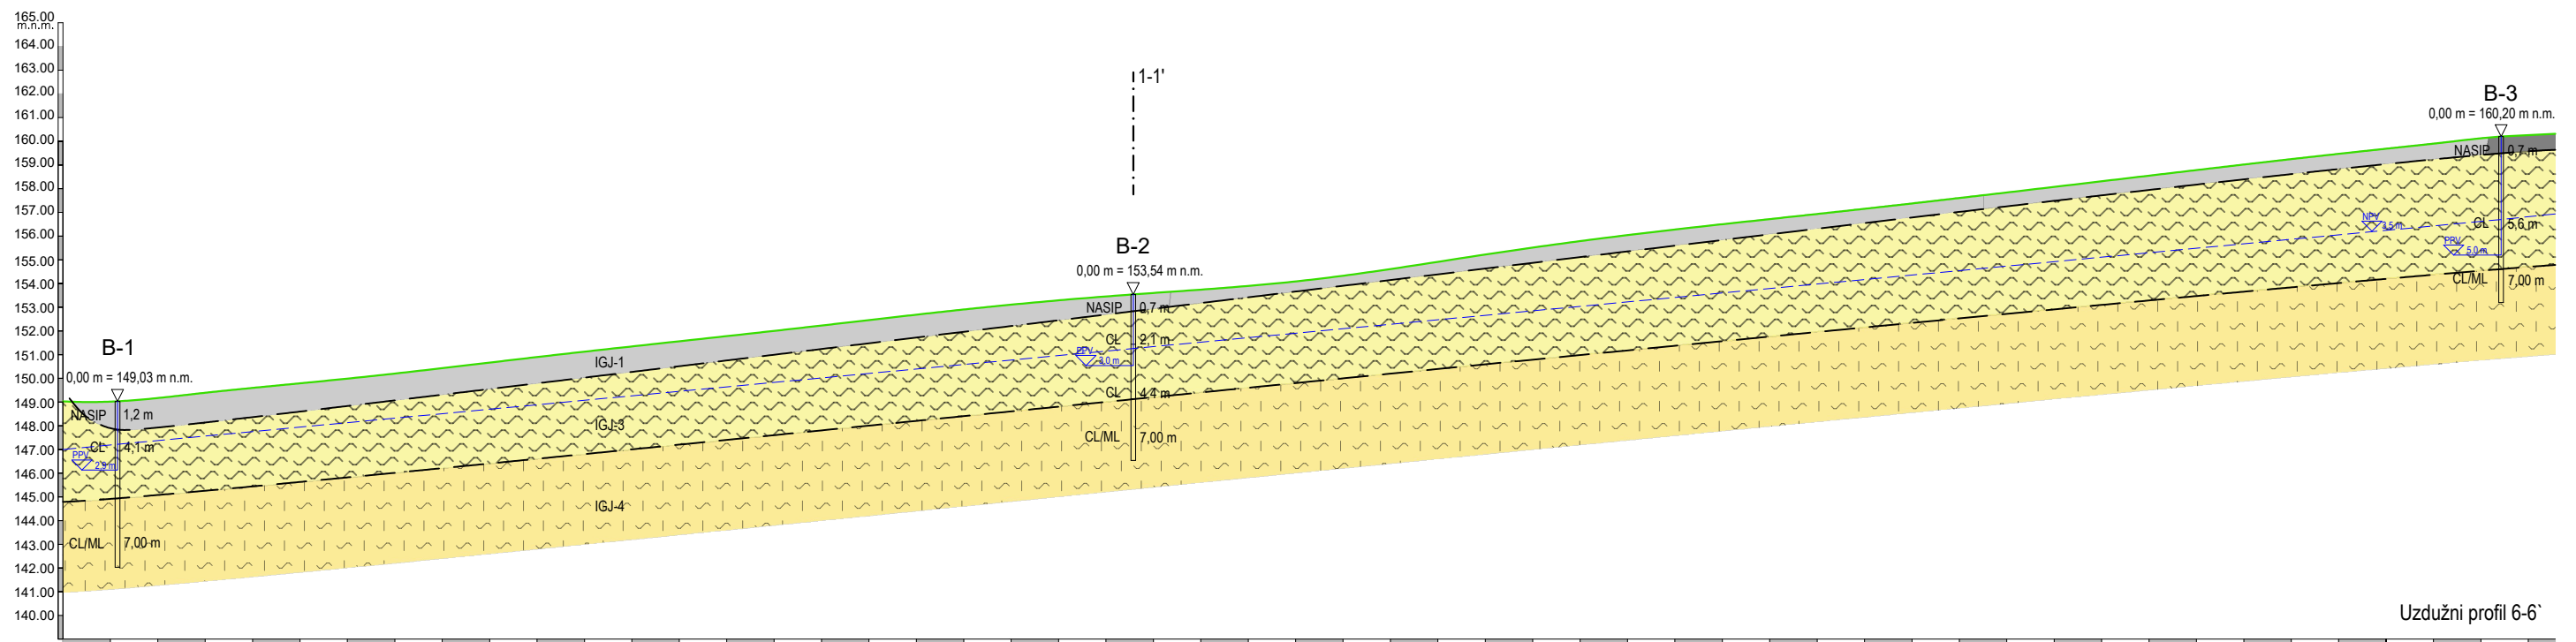 165.00
m.n.m.
164.00
163.00
162.00
161.00
160.00
159.00
158.00
157.00
156.00
155.00
154.00
153.00
152.00
151.00
150.00
149.00
148.00
147.00
146.00
145.00
144.00
143.00
142.00
141.00
140.00
B-1
0,00 m = 149,03 m n.m.
NASIP 1,2 m
CL 4,1 m
PPV
2,9 m
CL/ML 7,00 m
IGJ-1
IGJ-3
IGJ-4
1-1'
B-2
0,00 m = 153,54 m n.m.
NASIP 0,7 m
CL 2,1 m
PPV
3,0 m
CL 4,4 m
CL/ML 7,00 m
B-3
0,00 m = 160,20 m n.m.
NASIP 0,7 m
NPV
3,5 m
CL 5,6 m
PPV
5,0 m
CL/ML 7,00 m
Uzdužni profil 6-6`